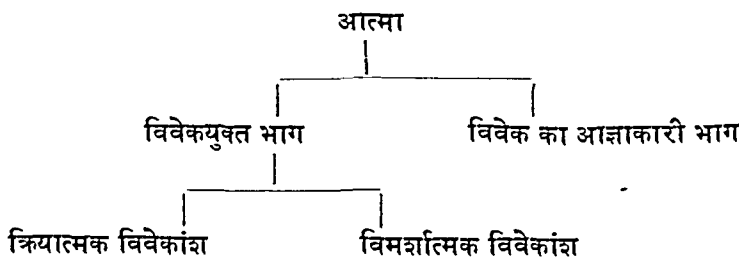 आत्मा
विवेकयुक्त भाग विवेक का आज्ञाकारी भाग
क्रियात्मक विवेकांश विमर्शात्मक विवेकांश